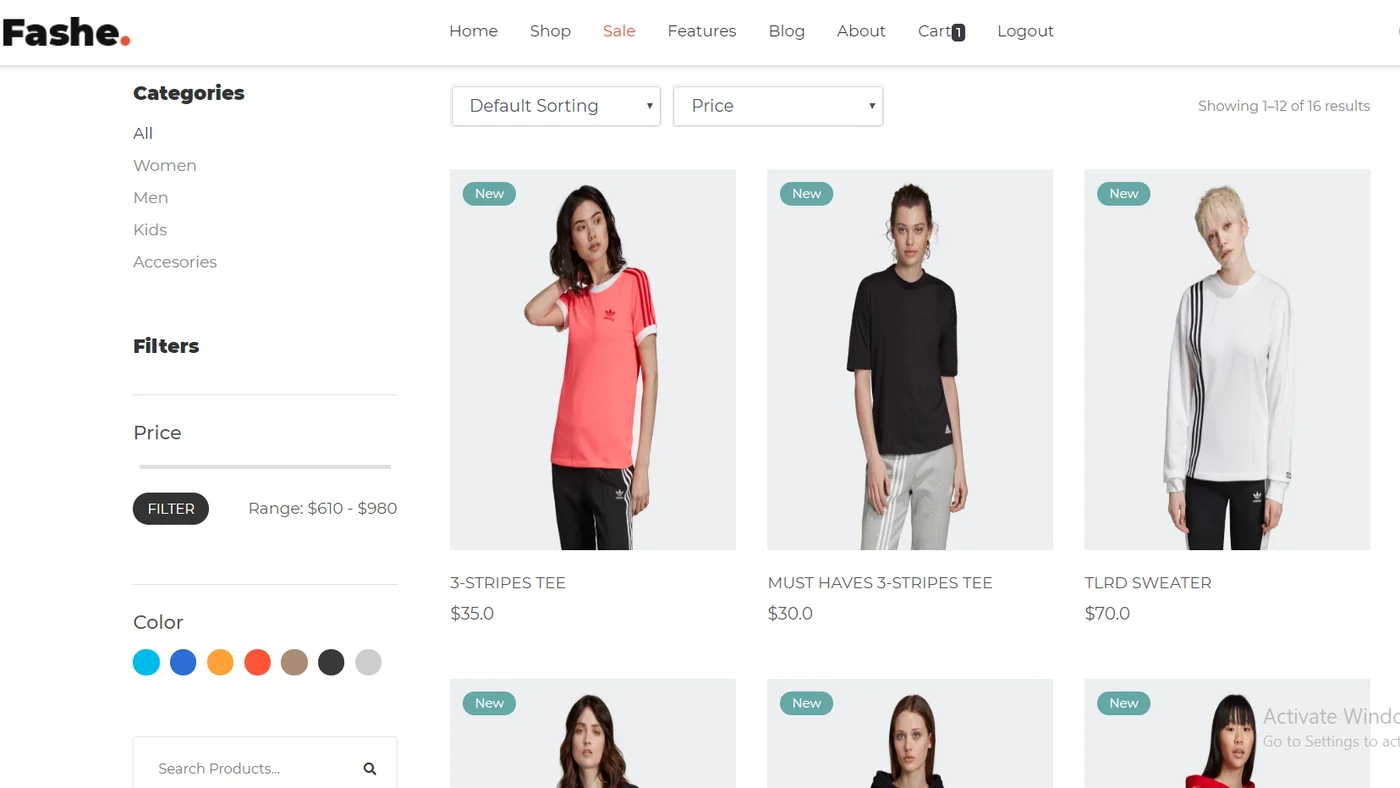 Fashe.
Home Shop Sale Features Blog About Cart 1 Logout
Categories
All
Women
Men
Kids
Accesories
Filters
Price
FILTER Range: $610 - $980
Color
Search Products...
Default Sorting Price Showing 1–12 of 16 results
New New New
3-STRIPES TEE MUST HAVES 3-STRIPES TEE TLRD SWEATER
$35.0 $30.0 $70.0
New New New
Activate Windo
Go to Settings to act